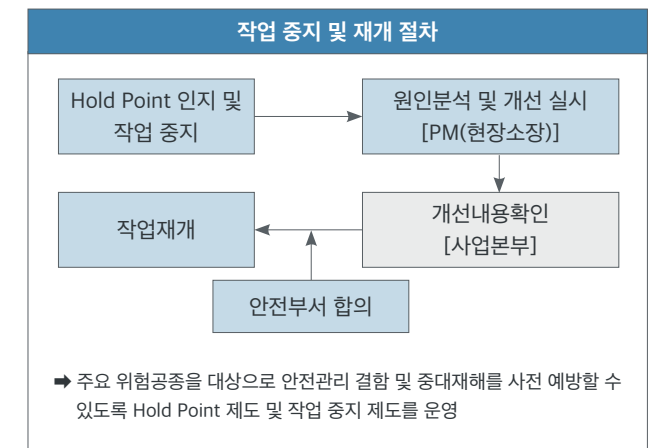 작업 중지 및 재개 절차
Hold Point 인지 및
작업 중지
원인분석 및 개선 실시
[PM(현장소장)]
작업재개
개선내용확인
[사업본부]
안전부서 합의
➡ 주요 위험공종을 대상으로 안전관리 결함 및 중대재해를 사전 예방할 수
있도록 Hold Point 제도 및 작업 중지 제도를 운영